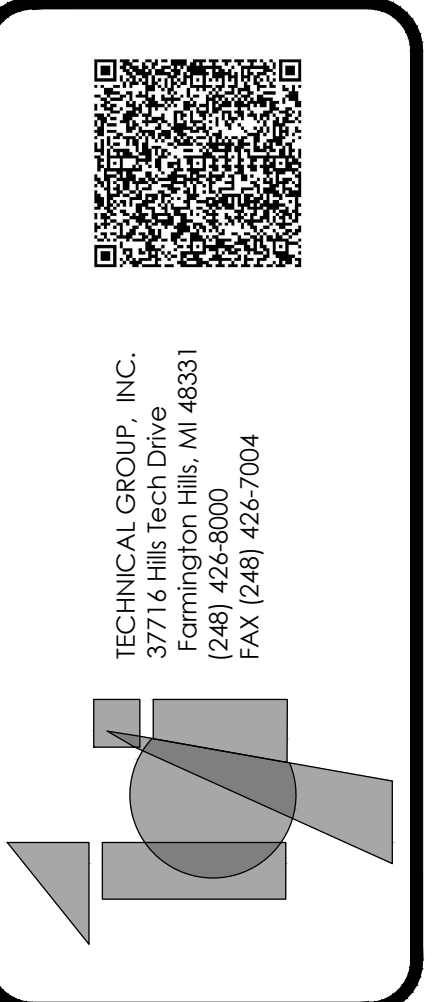 TECHNICAL GROUP, INC.
37716 Hills Tech Drive
Farmington Hills, MI 48331
(248) 426-8000
FAX (248) 426-7004